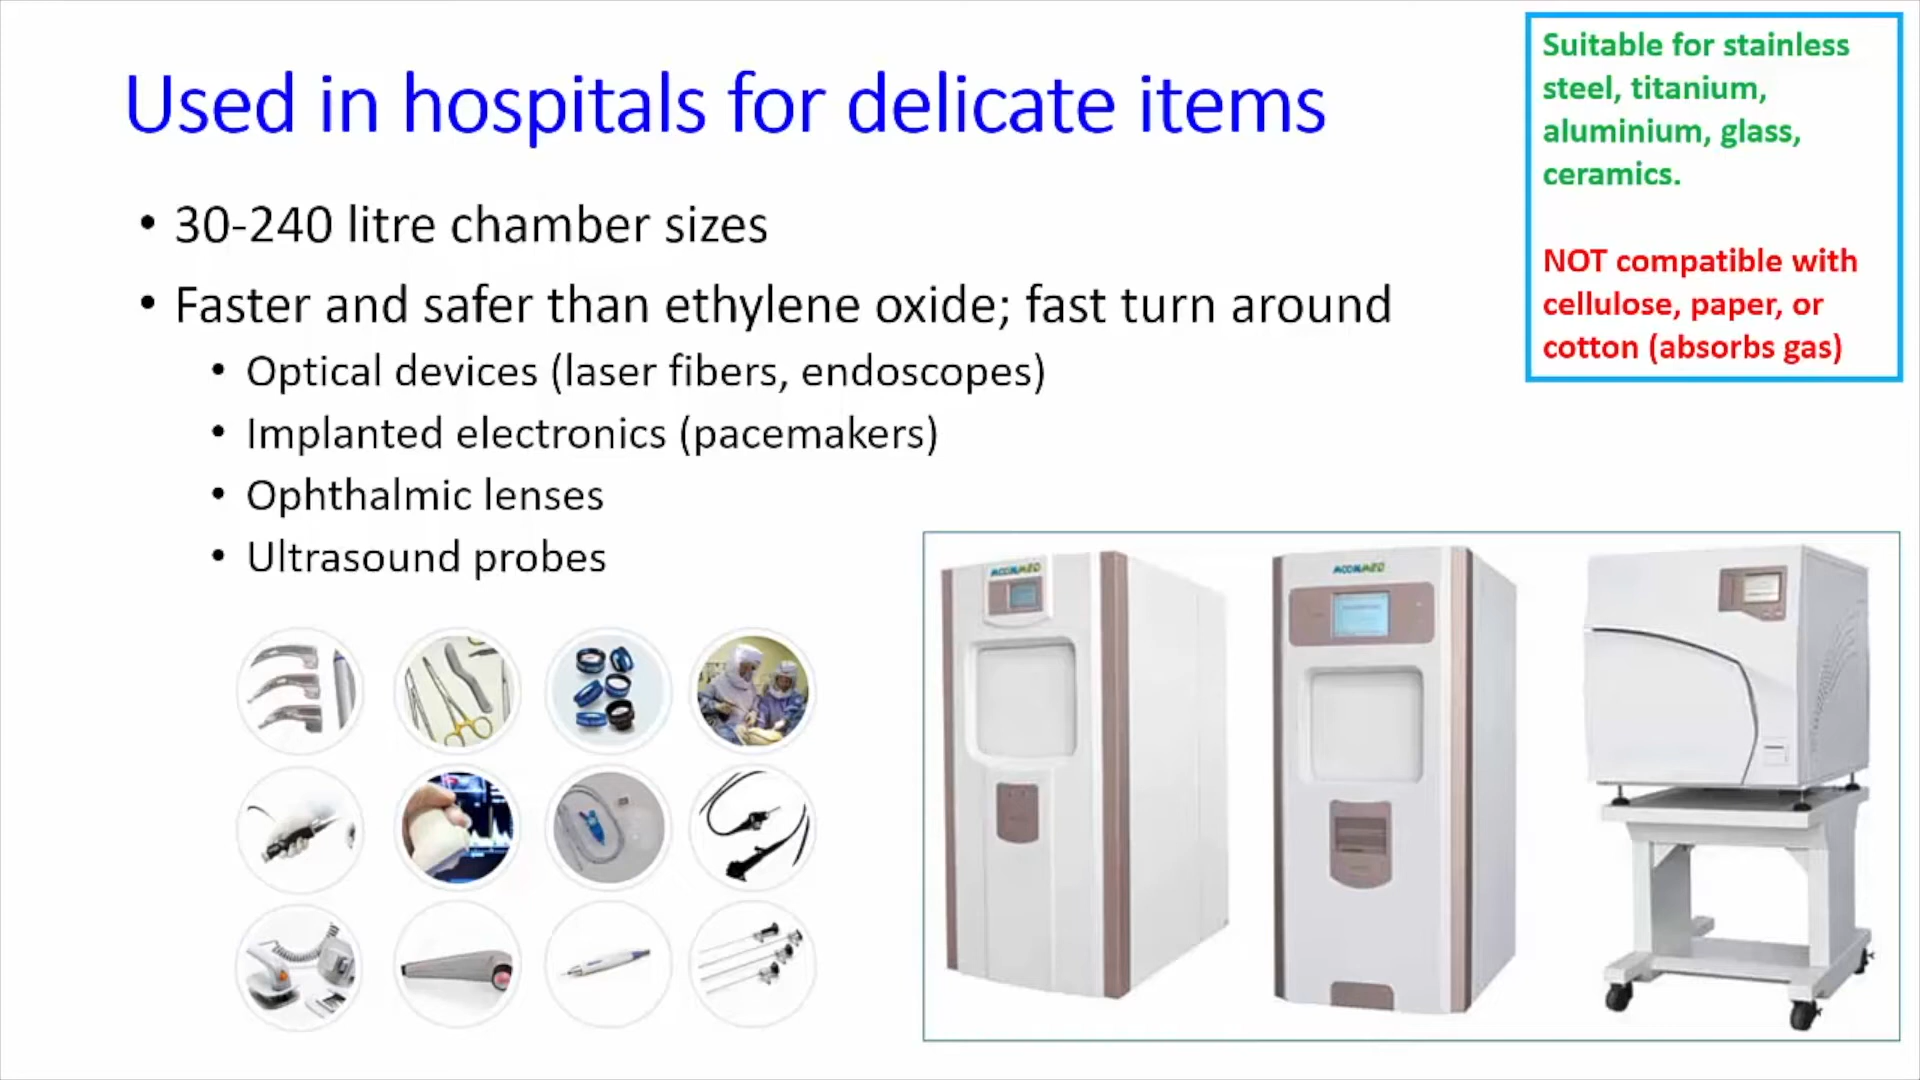 Used in hospitals for delicate items
• 30-240 litre chamber sizes
• Faster and safer than ethylene oxide; fast turn around
• Optical devices (laser fibers, endoscopes)
• Implanted electronics (pacemakers)
• Ophthalmic lenses
• Ultrasound probes
Suitable for stainless
steel, titanium,
aluminium, glass,
ceramics.
NOT compatible with
cellulose, paper, or
cotton (absorbs gas)